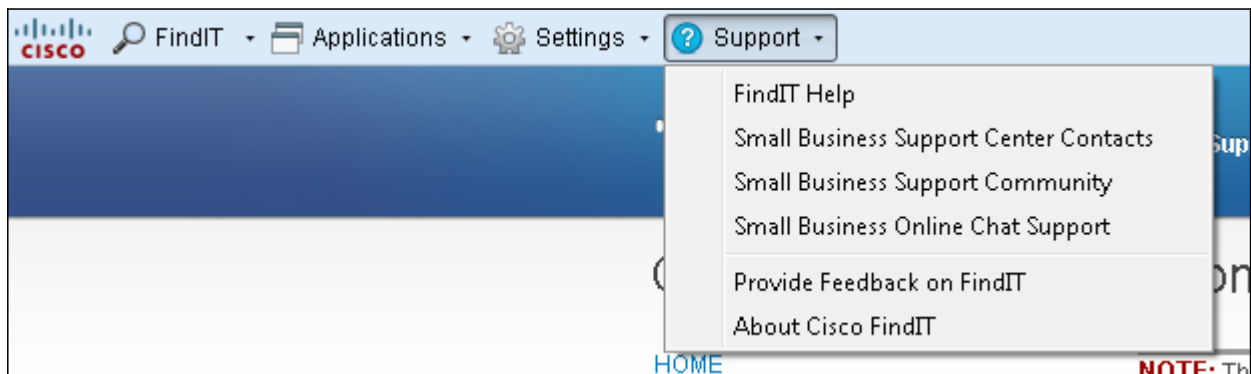 CISCO FindIT Applications Settings Support
FindIT Help
Small Business Support Center Contacts
Small Business Support Community
Small Business Online Chat Support
Provide Feedback on FindIT
About Cisco FindIT
HOME
NOTE: